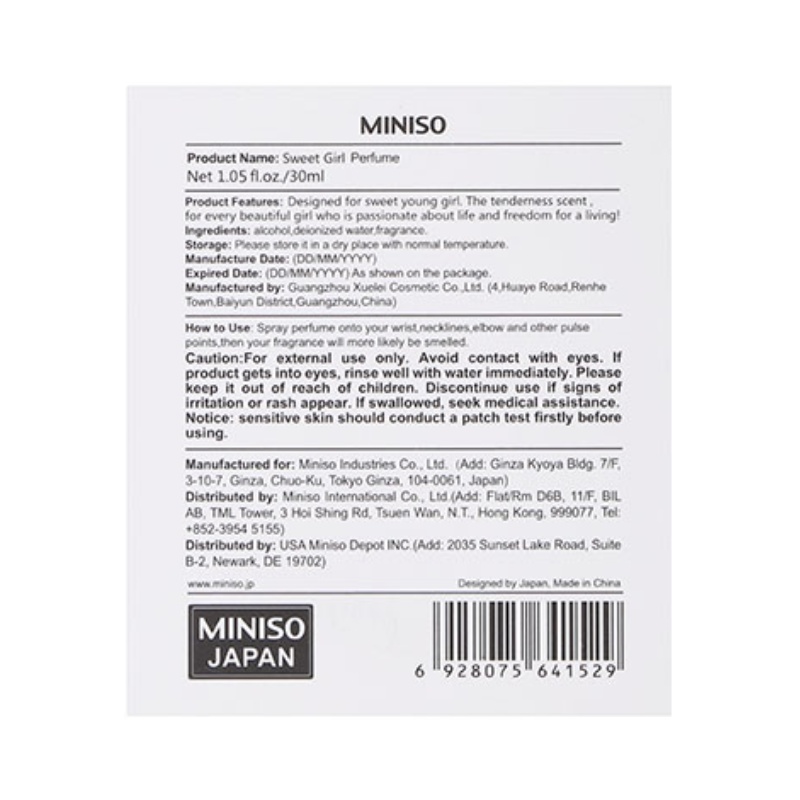 MINISO
Product Name: Sweet Girl Perfume
Net 1.05 fl.oz./30ml
Product Features: Designed for sweet young girl. The tenderness scent ,
for every beautiful girl who is passionate about life and freedom for a living!
Ingredients: alcohol,deionized water,fragrance.
Storage: Please store it in a dry place with normal temperature.
Manufacture Date: (DD/MM/YYYY)
Expired Date: (DD/MM/YYYY) As shown on the package.
Manufactured by: Guangzhou Xuelei Cosmetic Co.,Ltd. (4,Huaye Road,Renhe
Town,Baiyun District,Guangzhou,China)
How to Use: Spray perfume onto your wrist,necklines,elbow and other pulse
points,then your fragrance will more likely be smelled.
Caution:For external use only. Avoid contact with eyes. If
product gets into eyes, rinse well with water immediately. Please
keep it out of reach of children. Discontinue use if signs of
irritation or rash appear. If swallowed, seek medical assistance.
Notice: sensitive skin should conduct a patch test firstly before
using.
Manufactured for: Miniso Industries Co., Ltd. (Add: Ginza Kyoya Bldg. 7/F,
3-10-7, Ginza, Chuo-Ku, Tokyo Ginza, 104-0061, Japan)
Distributed by: Miniso International Co., Ltd.(Add: Flat/Rm D6B, 11/F, BIL
AB, TML Tower, 3 Hoi Shing Rd, Tsuen Wan, N.T., Hong Kong, 999077, Tel:
+852-3954 5155)
Distributed by: USA Miniso Depot INC.(Add: 2035 Sunset Lake Road, Suite
B-2, Newark, DE 19702)
www.miniso.jp Designed by Japan, Made in China
MINISO
JAPAN
6 928075 641529